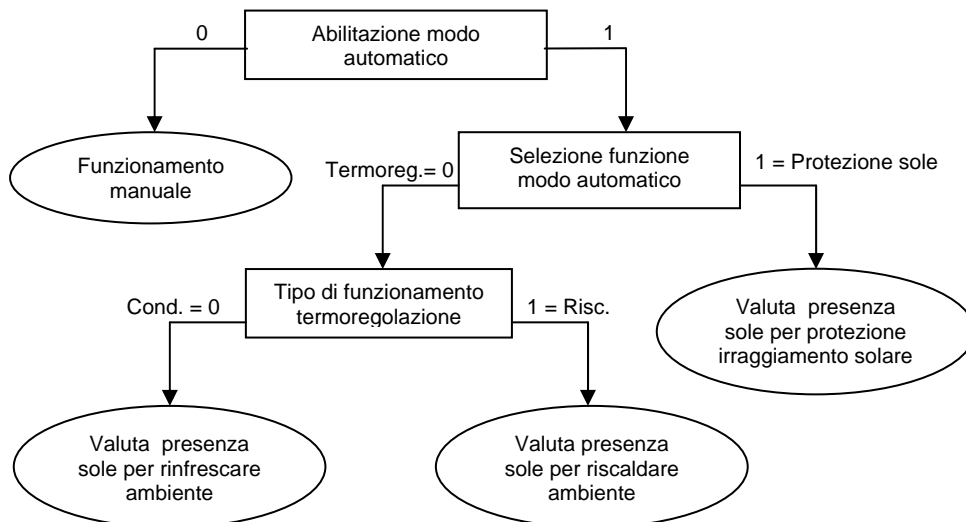 0
Abilitazione modo
automatico
1
Funzionamento
manuale
Termoreg.= 0
Selezione funzione
modo automatico
1 = Protezione sole
Cond. = 0
Tipo di funzionamento
termoregolazione
1 = Risc.
Valuta presenza
sole per protezione
irraggiamento solare
Valuta presenza
sole per rinfrescare
ambiente
Valuta presenza
sole per riscaldare
ambiente